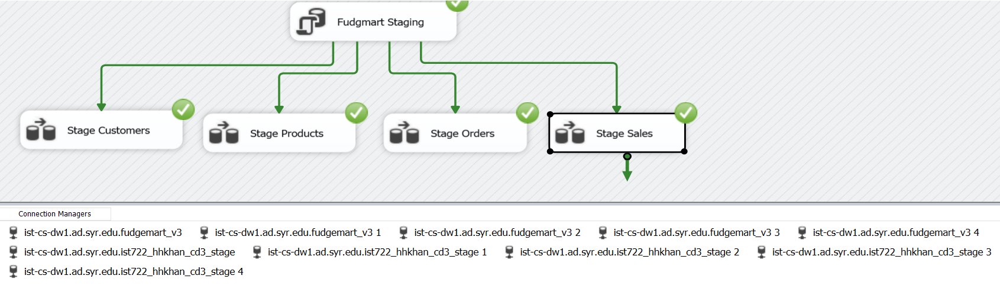 Fudgmart Staging
Stage Customers
Stage Products
Stage Orders
Stage Sales
Connection Managers
ist-cs-dw1.ad.syr.edu.fudgemart_v3 ist-cs-dw1.ad.syr.edu.fudgemart_v3 1 ist-cs-dw1.ad.syr.edu.fudgemart_v3 2 ist-cs-dw1.ad.syr.edu.fudgemart_v3 3 ist-cs-dw1.ad.syr.edu.fudgemart_v3 4
ist-cs-dw1.ad.syr.edu.ist722_hhkhan_cd3_stage ist-cs-dw1.ad.syr.edu.ist722_hhkhan_cd3_stage 1 ist-cs-dw1.ad.syr.edu.ist722_hhkhan_cd3_stage 2 ist-cs-dw1.ad.syr.edu.ist722_hhkhan_cd3_stage 3
ist-cs-dw1.ad.syr.edu.ist722_hhkhan_cd3_stage 4